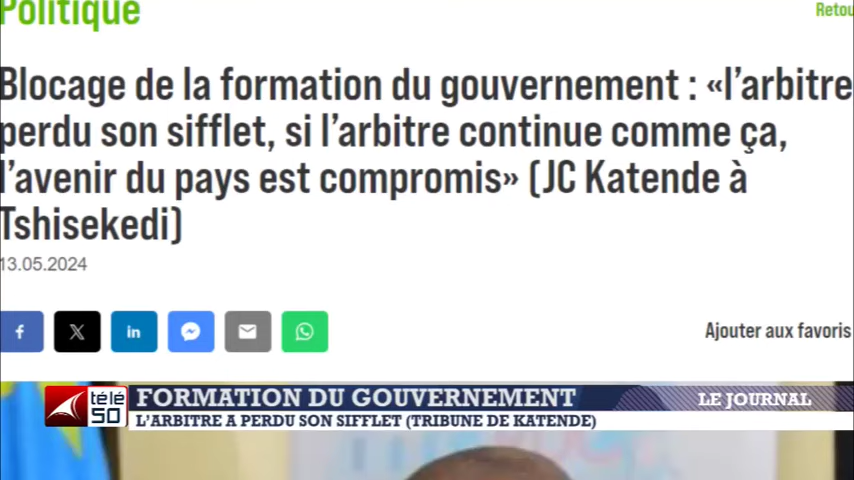 Politique
Retou
Blocage de la formation du gouvernement : «l’arbitre
perdu son sifflet, si l’arbitre continue comme ça,
l’avenir du pays est compromis» (JC Katende à
Tshisekedi)
13.05.2024
Ajouter aux favoris
télé
50
FORMATION DU GOUVERNEMENT
LE JOURNAL
L’ARBITRE A PERDU SON SIFFLET (TRIBUNE DE KATENDE)